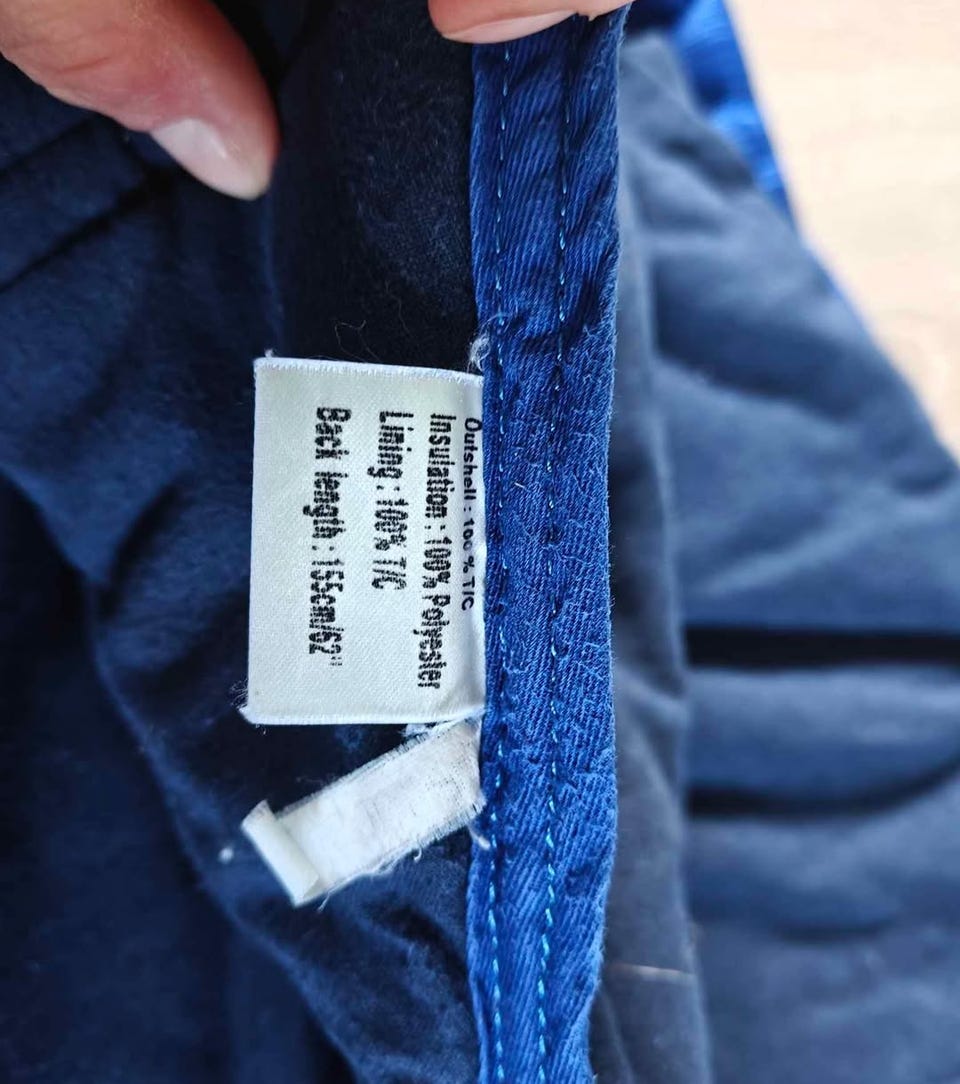 Outshell : 100 % T/C
Insulation : 100% Polyester
Lining : 100% T/C
Back length : 155cm/62"